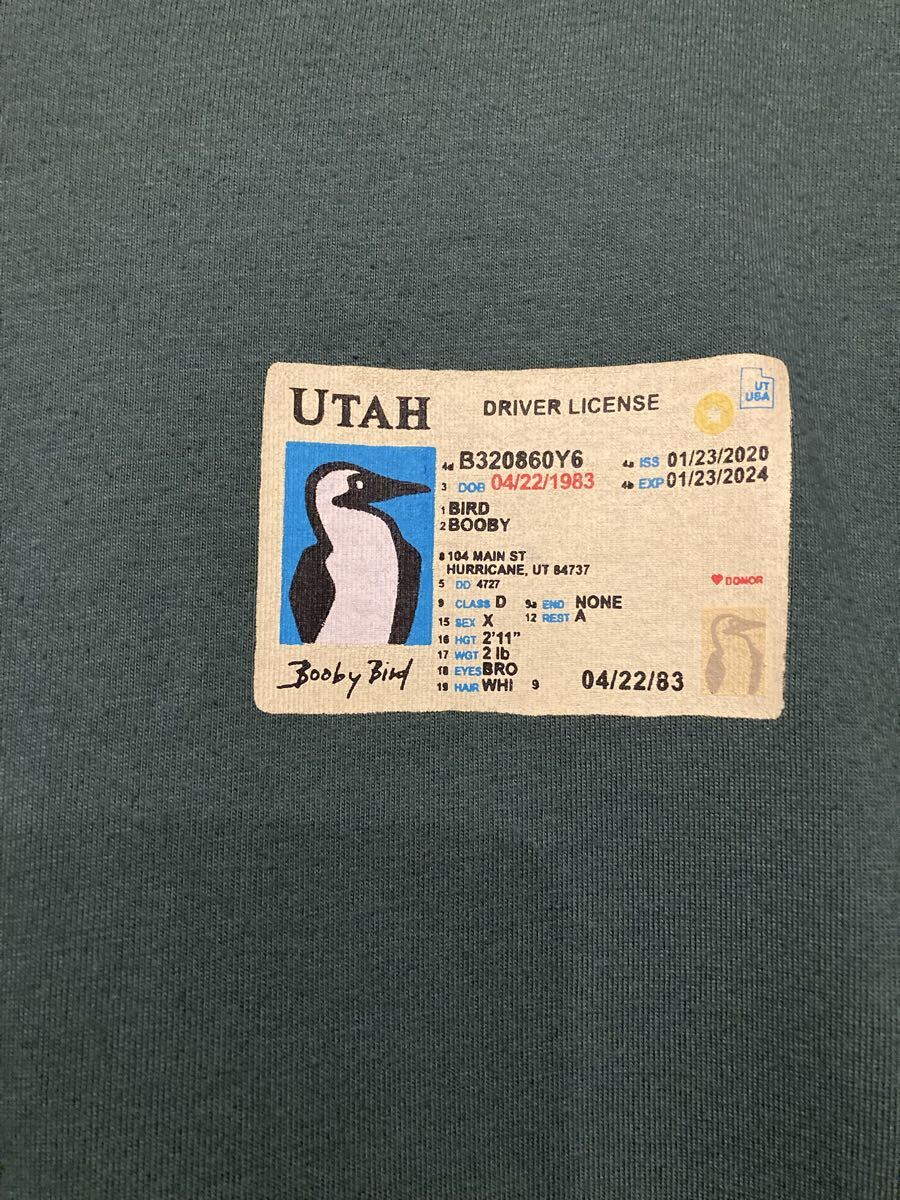 UTAH
DRIVER LICENSE
UT
USA
4d B320860Y6
4a ISS 01/23/2020
3 DOB 04/22/1983
4b EXP 01/23/2024
1 BIRD
2 BOOBY
8 104 MAIN ST
HURRICANE, UT 84737
5 DD 4727
9 CLASS D 9a END NONE
15 SEX X 12 REST A
16 HGT 2'11"
17 WGT 2 lb
18 EYES BRO
19 HAIR WHI 9
04/22/83
DONOR
Booby Bird